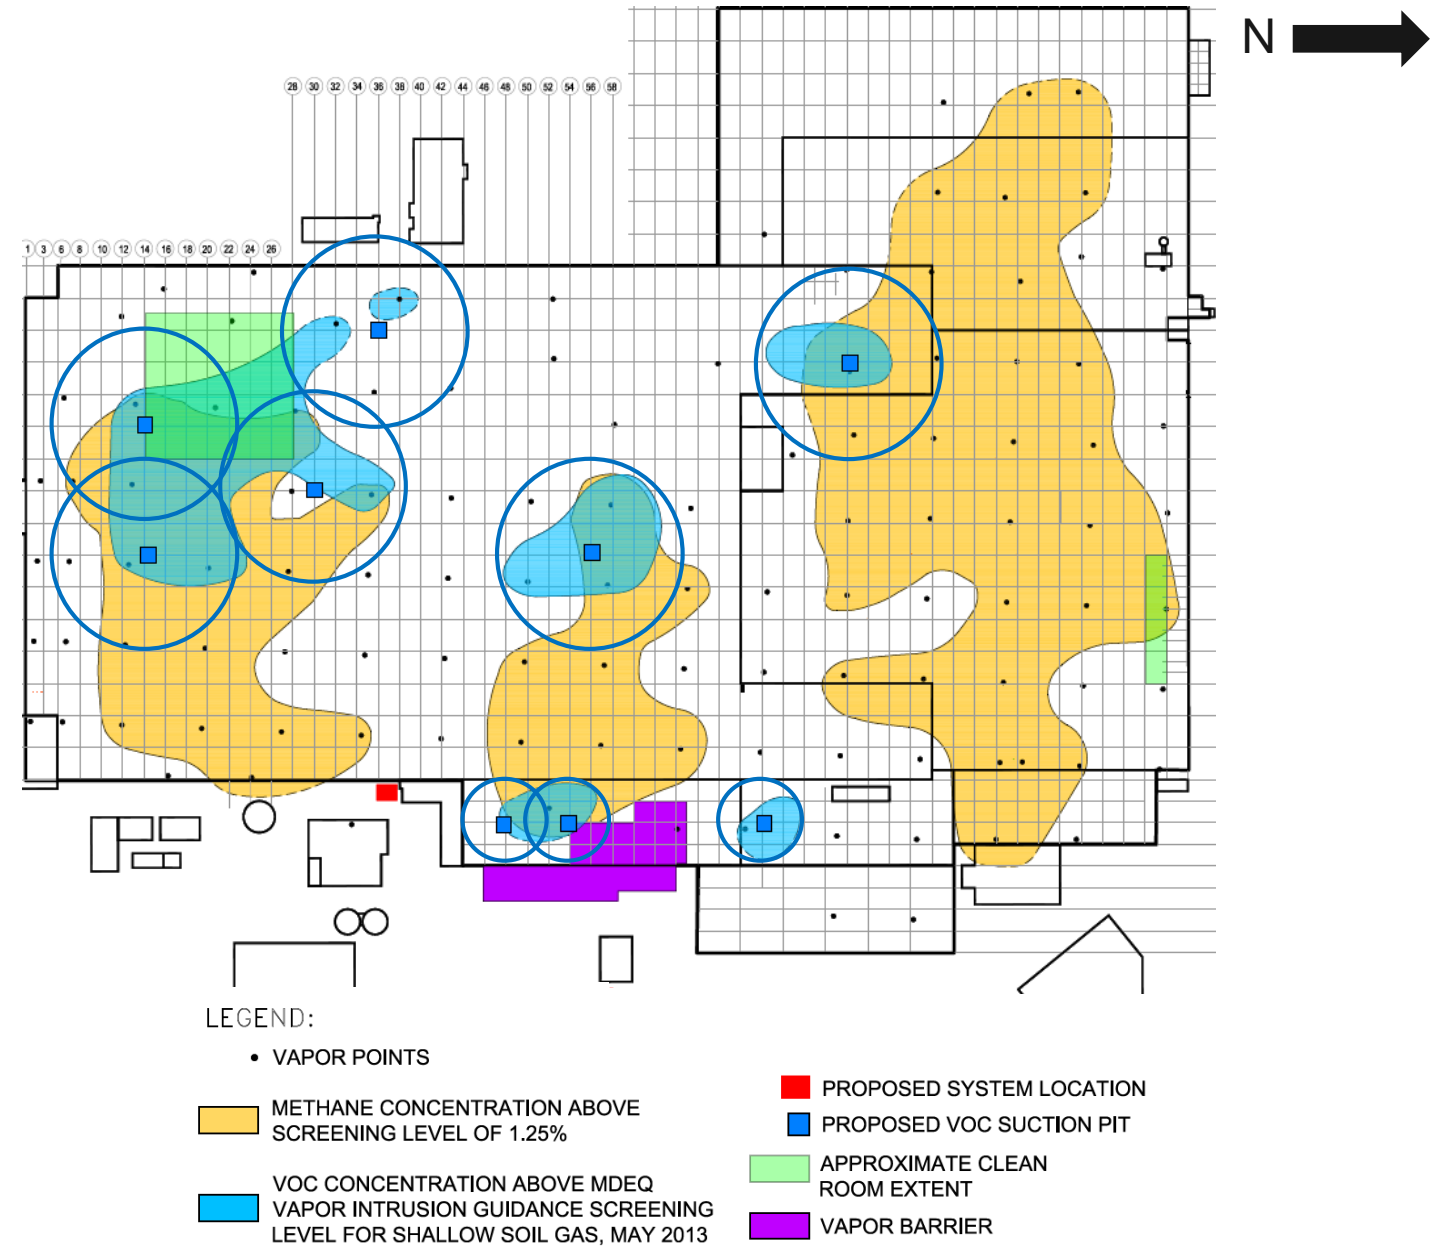 N
28 30 32 34 36 38 40 42 44 46 48 50 52 54 56 58
1 3 6 8 10 12 14 16 18 20 22 24 26
LEGEND:
VAPOR POINTS
METHANE CONCENTRATION ABOVE
SCREENING LEVEL OF 1.25%
VOC CONCENTRATION ABOVE MDEQ
VAPOR INTRUSION GUIDANCE SCREENING
LEVEL FOR SHALLOW SOIL GAS, MAY 2013
PROPOSED SYSTEM LOCATION
PROPOSED VOC SUCTION PIT
APPROXIMATE CLEAN
ROOM EXTENT
VAPOR BARRIER